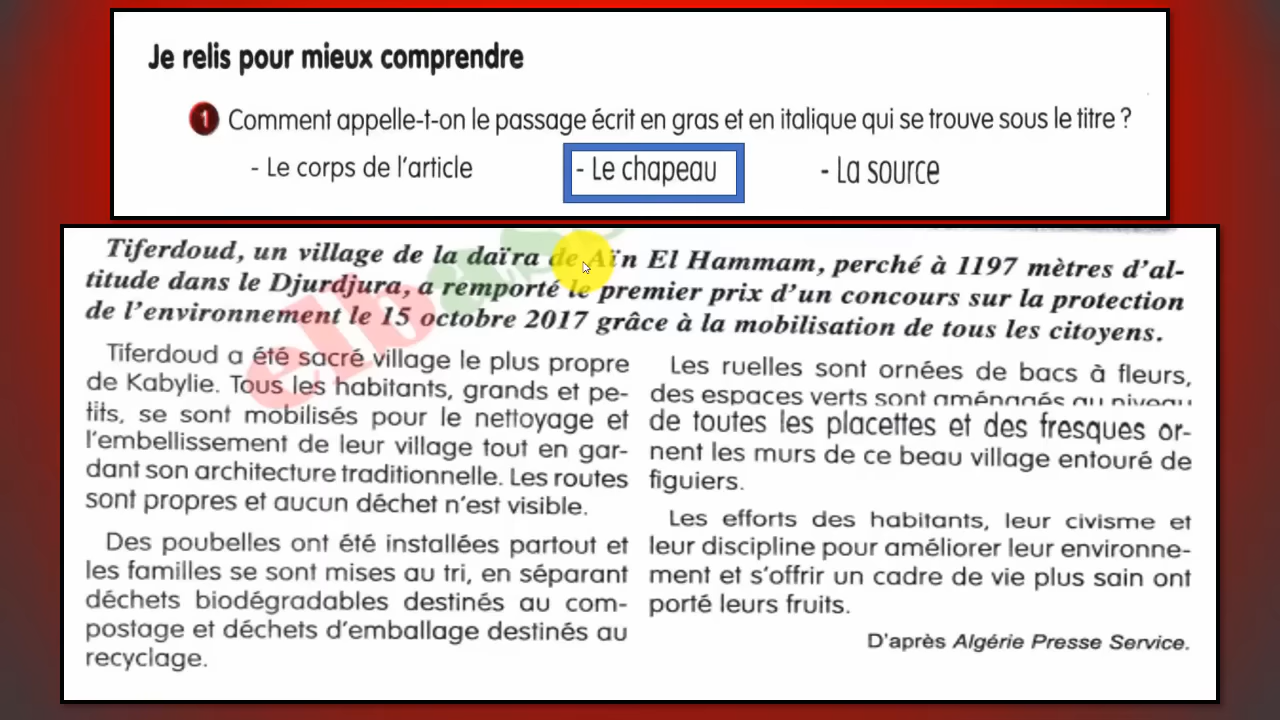 Je relis pour mieux comprendre
1 Comment appelle-t-on le passage écrit en gras et en italique qui se trouve sous le titre ?
- Le corps de l'article - Le chapeau - La source
Tiferdoud, un village de la daïra de Aïn El Hammam, perché à 1197 mètres d'al-
titude dans le Djurdjura, a remporté le premier prix d'un concours sur la protection
de l'environnement le 15 octobre 2017 grâce à la mobilisation de tous les citoyens.
Tiferdoud a été sacré village le plus propre
de Kabylie. Tous les habitants, grands et pe-
tits, se sont mobilisés pour le nettoyage et
l'embellissement de leur village tout en gar-
dant son architecture traditionnelle. Les routes
sont propres et aucun déchet n'est visible.
Des poubelles ont été installées partout et
les familles se sont mises au tri, en séparant
déchets biodégradables destinés au com-
postage et déchets d'emballage destinés au
recyclage.
Les ruelles sont ornées de bacs à fleurs,
des espaces verts sont aménagés au niveau
de toutes les placettes et des fresques or-
nent les murs de ce beau village entouré de
figuiers.
Les efforts des habitants, leur civisme et
leur discipline pour améliorer leur environne-
ment et s'offrir un cadre de vie plus sain ont
porté leurs fruits.
D'après Algérie Presse Service.